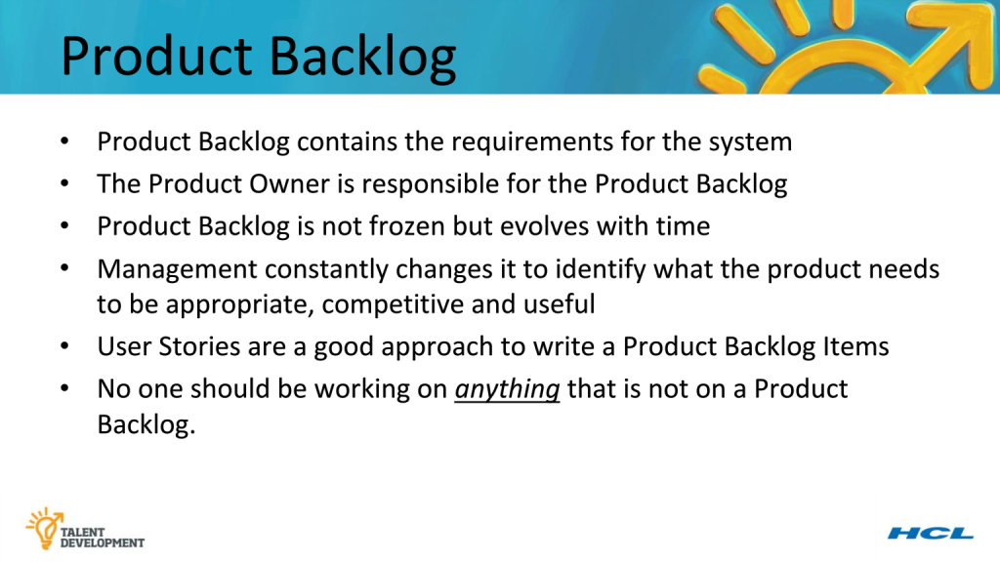 Product Backlog
• Product Backlog contains the requirements for the system
• The Product Owner is responsible for the Product Backlog
• Product Backlog is not frozen but evolves with time
• Management constantly changes it to identify what the product needs
to be appropriate, competitive and useful
• User Stories are a good approach to write a Product Backlog Items
• No one should be working on anything that is not on a Product
Backlog.
TALENT
DEVELOPMENT
HCL